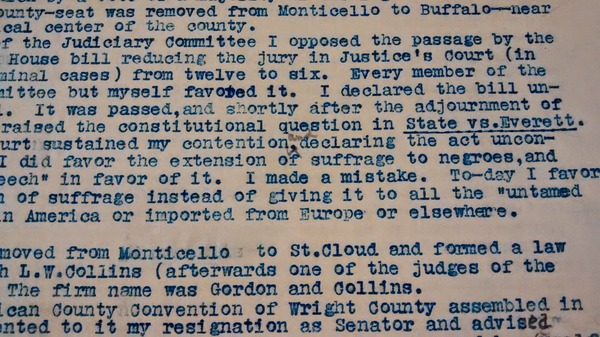 ounty-seat was removed from Monticello to Buffalo--near
ical center of the county.
of the Judiciary Committee I opposed the passage by the
House bill reducing the jury in Justice's Court (in
minal cases) from twelve to six. Every member of the
mittee but myself favored it. I declared the bill un-
l. It was passed,and shortly after the adjournment of
raised the constitutional question in State vs.Everett.
urt sustained my contention,declaring the act uncon-
I did favor the extension of suffrage to negroes,and
eech" in favor of it. I made a mistake. To-day I favor
n of suffrage instead of giving it to all the "untamed
in America or imported from Europe or elsewhere.
moved from Monticello to St.Cloud and formed a law
h L.W.Collins (afterwards one of the judges of the
The firm name was Gordon and Collins.
ican County Convention of Wright County assembled in
ented to it my resignation as Senator and advised